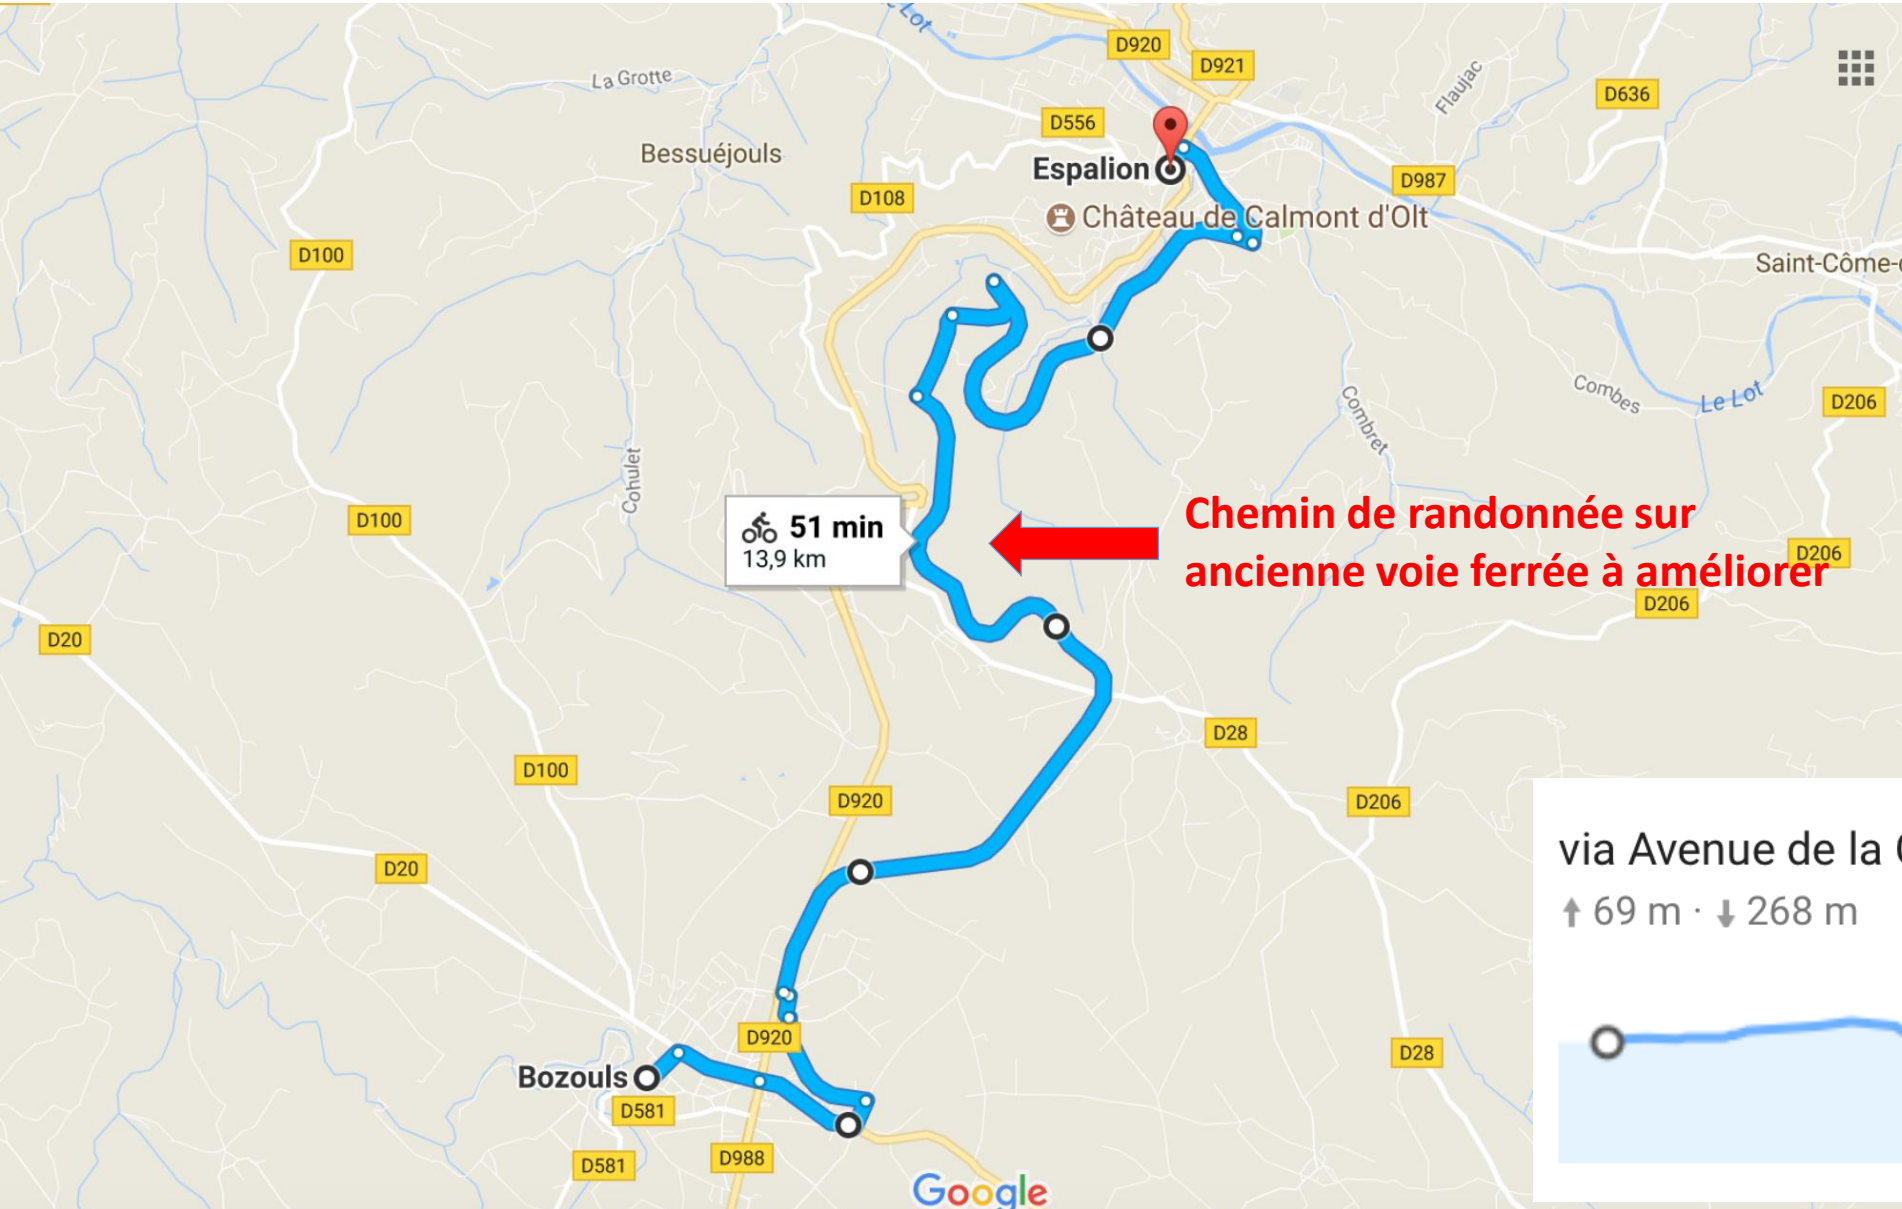 Le Lot
D920
D921
La Grotte
Flaujac
D636
D556
Bessuéjouls
Espalion
D987
D108
Château de Calmont d'Olt
D100
Saint-Côme-
Combes
Le Lot
D206
Combret
Cohulet
51 min
13,9 km
D100
Chemin de randonnée sur
ancienne voie ferrée à améliorer
D206
D206
D20
D28
D100
D920
D206
via Avenue de la
69 m · 268 m
D20
D920
D28
Bozouls
D581
D988
D581
Google